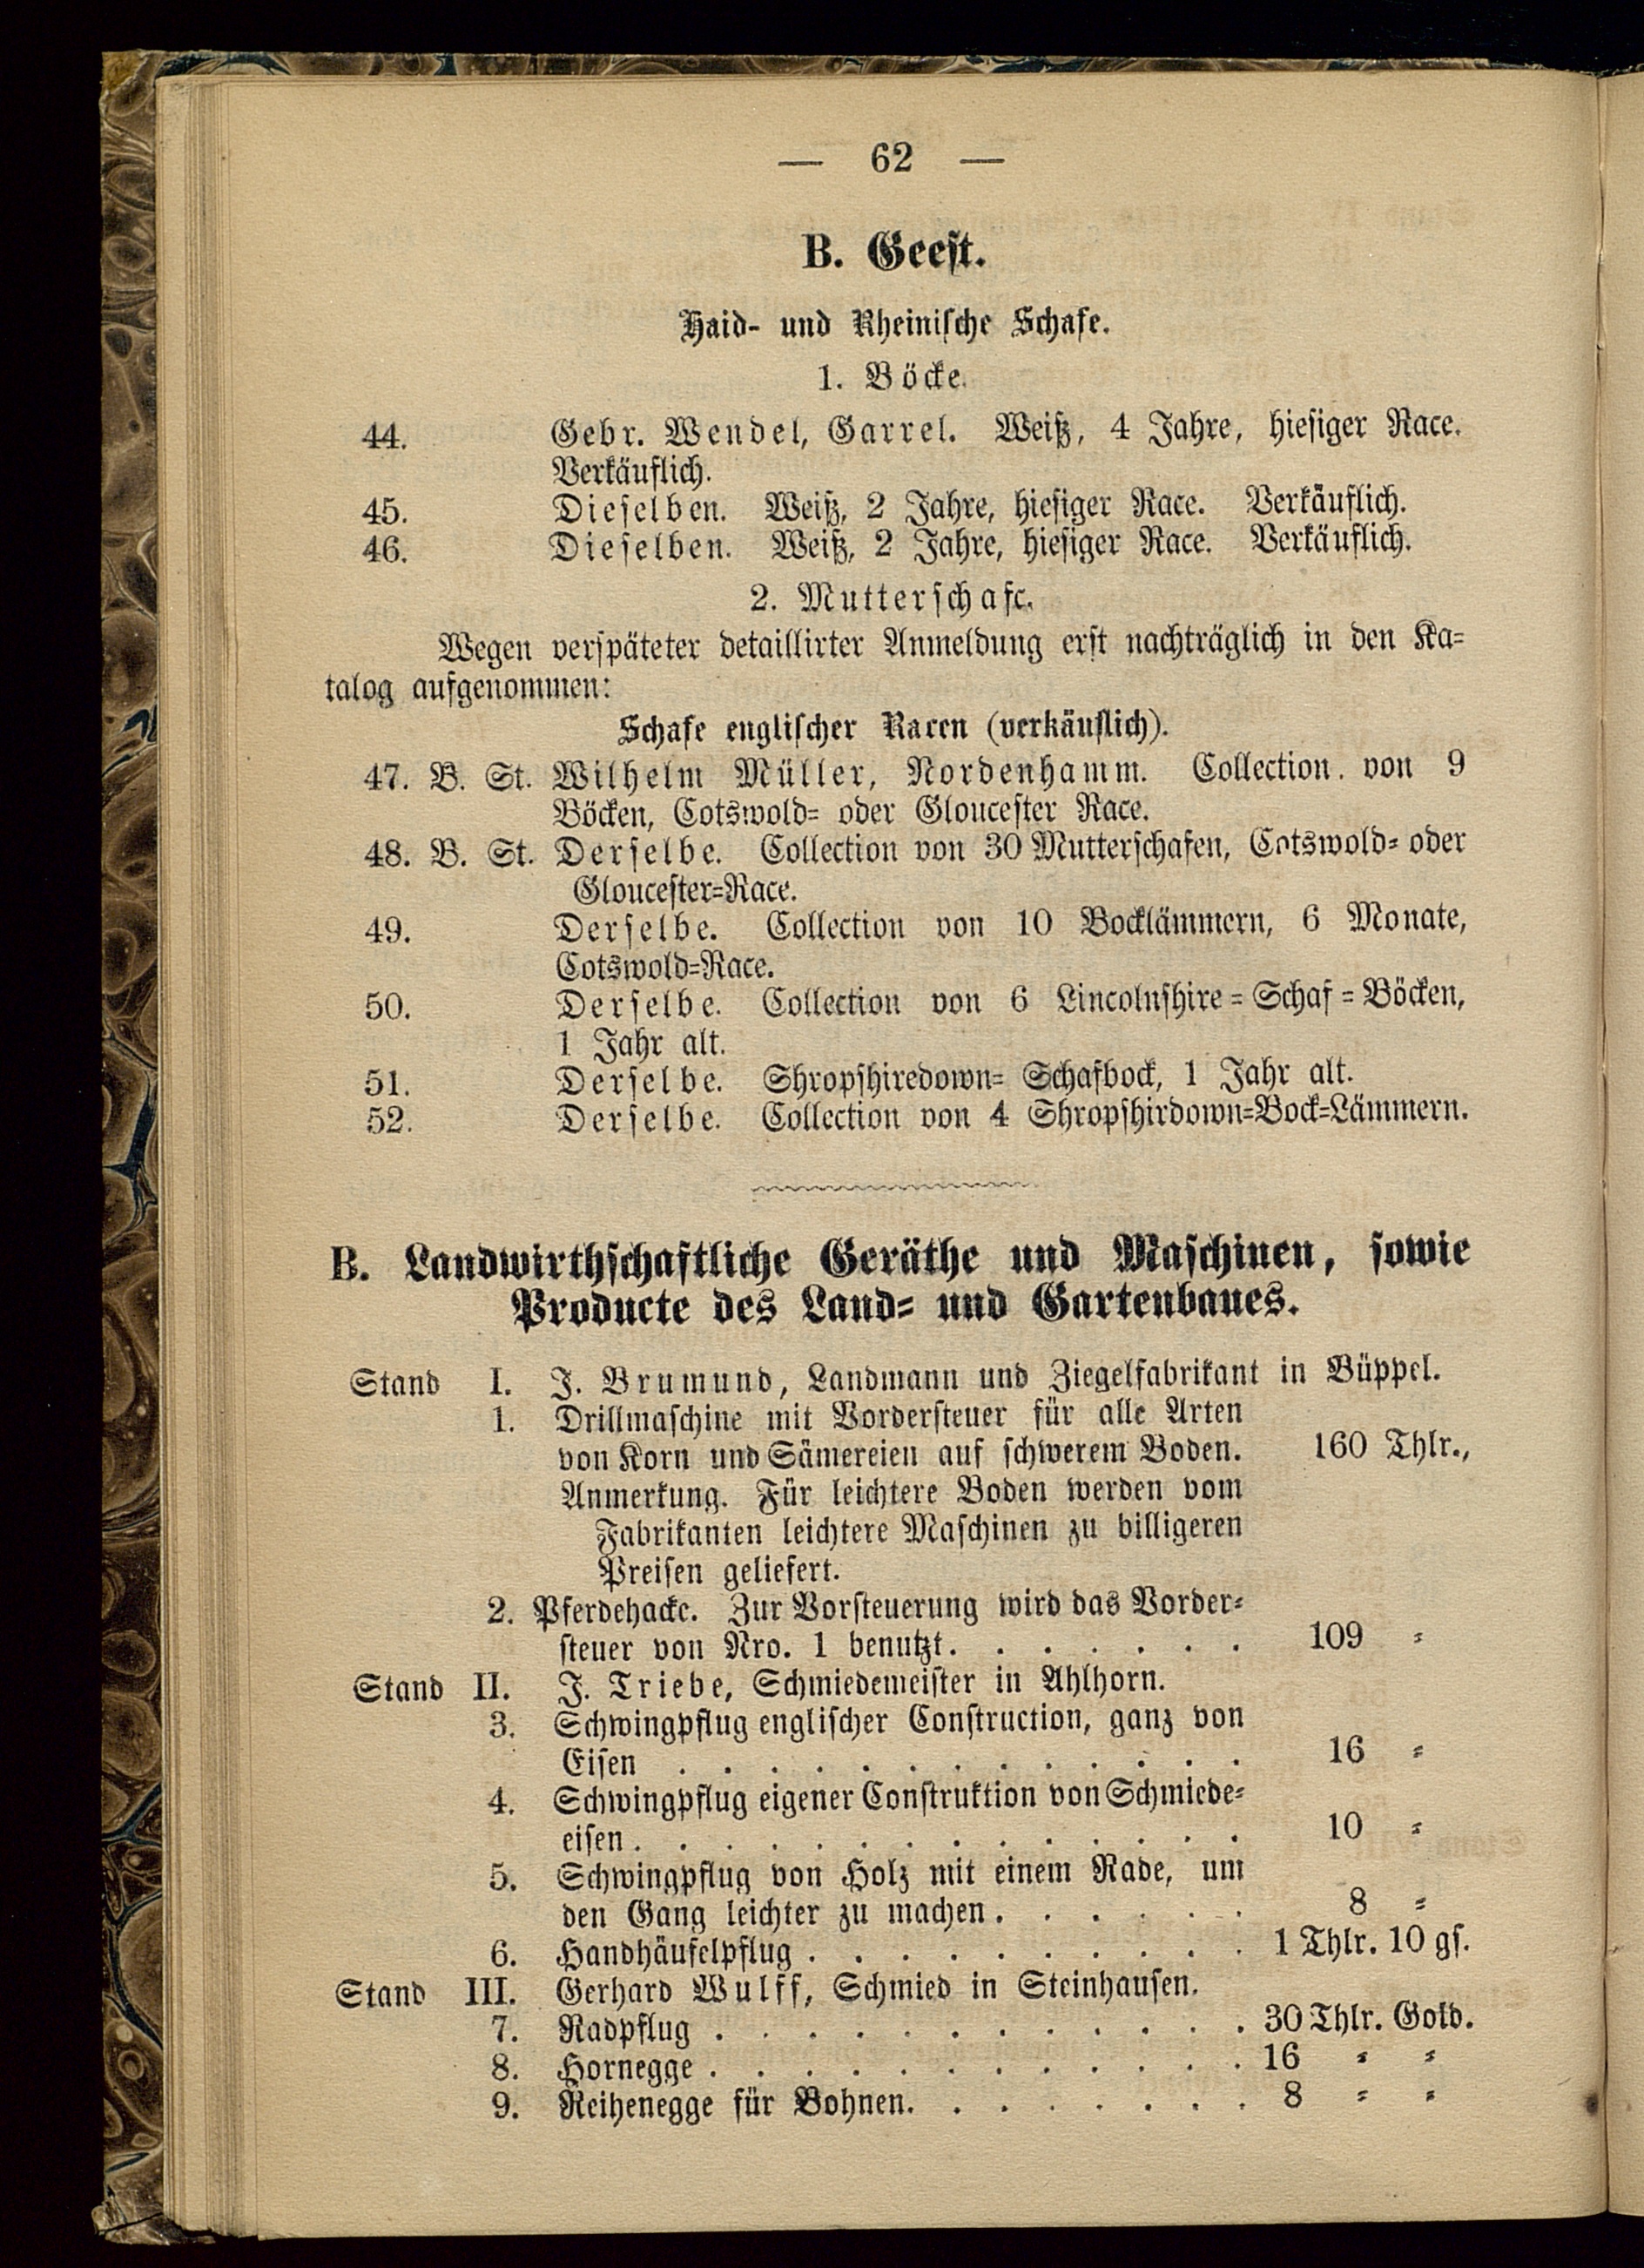 — 62 —
B. Geest.
Haid- und Rheinische Schafe.
1. Böcke.
44. Gebr. Wendel, Garrel. Weiß, 4 Jahre, hiesiger Race.
Verkäuflich.
45. Dieselben. Weiß, 2 Jahre, hiesiger Race. Verkäuflich.
46. Dieselben. Weiß, 2 Jahre, hiesiger Race. Verkäuflich.
2. Mutterschafe.
Wegen verspäteter detaillirter Anmeldung erst nachträglich in den Ka=
talog aufgenommen:
Schafe englischer Racen (verkäuflich).
47. B. St. Wilhelm Müller, Nordenhamm. Collection. von 9
Böcken, Cotswold= oder Gloucester Race.
48. B. St. Derselbe. Collection von 30 Mutterschafen, Cotswold= oder
Gloucester=Race.
49. Derselbe. Collection von 10 Bocklämmern, 6 Monate,
Cotswold=Race.
50. Derselbe. Collection von 6 Lincolnshire = Schaf = Böcken,
1 Jahr alt.
51. Derselbe. Shropshiredown= Schafbock, 1 Jahr alt.
52. Derselbe. Collection von 4 Shropshirdown=Bock=Lämmern.
B. Landwirthschaftliche Geräthe und Maschinen, sowie
Producte des Land= und Gartenbaues.
Stand I. J. Brumund, Landmann und Ziegelfabrikant in Büppel.
1. Drillmaschine mit Vordersteuer für alle Arten
von Korn und Sämereien auf schwerem Boden. 160 Thlr.,
Anmerkung. Für leichtere Boden werden vom
Fabrikanten leichtere Maschinen zu billigeren
Preisen geliefert.
2. Pferdehacke. Zur Vorsteuerung wird das Vorder=
steuer von Nro. 1 benutzt. . . . . . . 109 =
Stand II. J. Triebe, Schmiedemeister in Ahlhorn.
3. Schwingpflug englischer Construction, ganz von
Eisen . . . . . . . . . . . . . 16 =
4. Schwingpflug eigener Construktion von Schmiede=
eisen. . . . . . . . . . . . . . 10 =
5. Schwingpflug von Holz mit einem Rade, um
den Gang leichter zu machen. . . . . . 8 =
6. Handhäufelpflug . . . . . . . . . . 1 Thlr. 10 gs.
Stand III. Gerhard Wulff, Schmied in Steinhausen.
7. Radpflug . . . . . . . . . . . . 30 Thlr. Gold.
8. Hornegge . . . . . . . . . . . . 16 = =
9. Reihenegge für Bohnen. . . . . . . . 8 = =